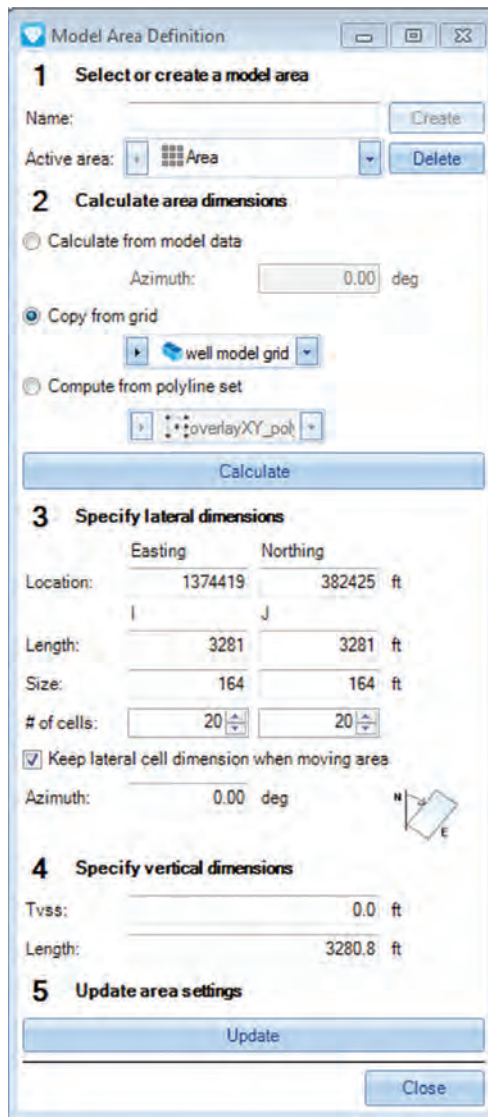 Model Area Definition
1 Select or create a model area
Name: Create
Active area: Area Delete
2 Calculate area dimensions
Calculate from model data
Azimuth: 0.00 deg
Copy from grid
well model grid
Compute from polyline set
overlayXY_pol
Calculate
3 Specify lateral dimensions
Easting Northing
Location: 1374419 382425 ft
I J
Length: 3281 3281 ft
Size: 164 164 ft
# of cells: 20 20
Keep lateral cell dimension when moving area
Azimuth: 0.00 deg N
E
4 Specify vertical dimensions
Tvss: 0.0 ft
Length: 3280.8 ft
5 Update area settings
Update
Close